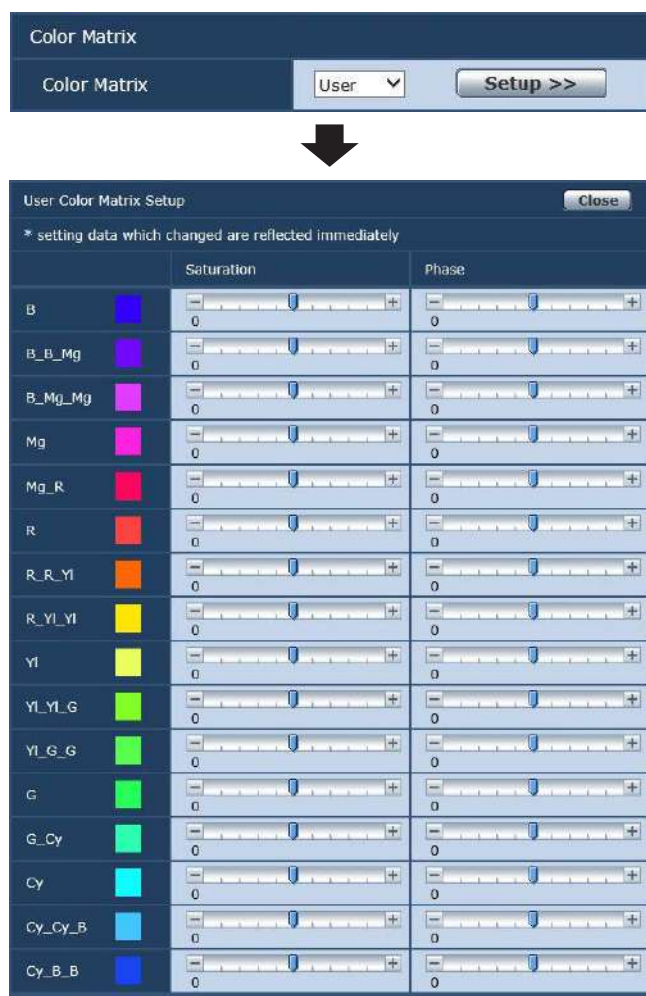 Color Matrix
Color Matrix User Setup >>
User Color Matrix Setup Close
* setting data which changed are reflected immediately
Saturation Phase
B - + - +
0 0
B_B_Mg - + - +
0 0
B_Mg_Mg - + - +
0 0
Mg - + - +
0 0
Mg_R - + - +
0 0
R - + - +
0 0
R_R_Yl - + - +
0 0
R_Yl_Yl - + - +
0 0
Yl - + - +
0 0
Yl_Yl_G - + - +
0 0
Yl_G_G - + - +
0 0
G - + - +
0 0
G_Cy - + - +
0 0
Cy - + - +
0 0
Cy_Cy_B - + - +
0 0
Cy_B_B - + - +
0 0